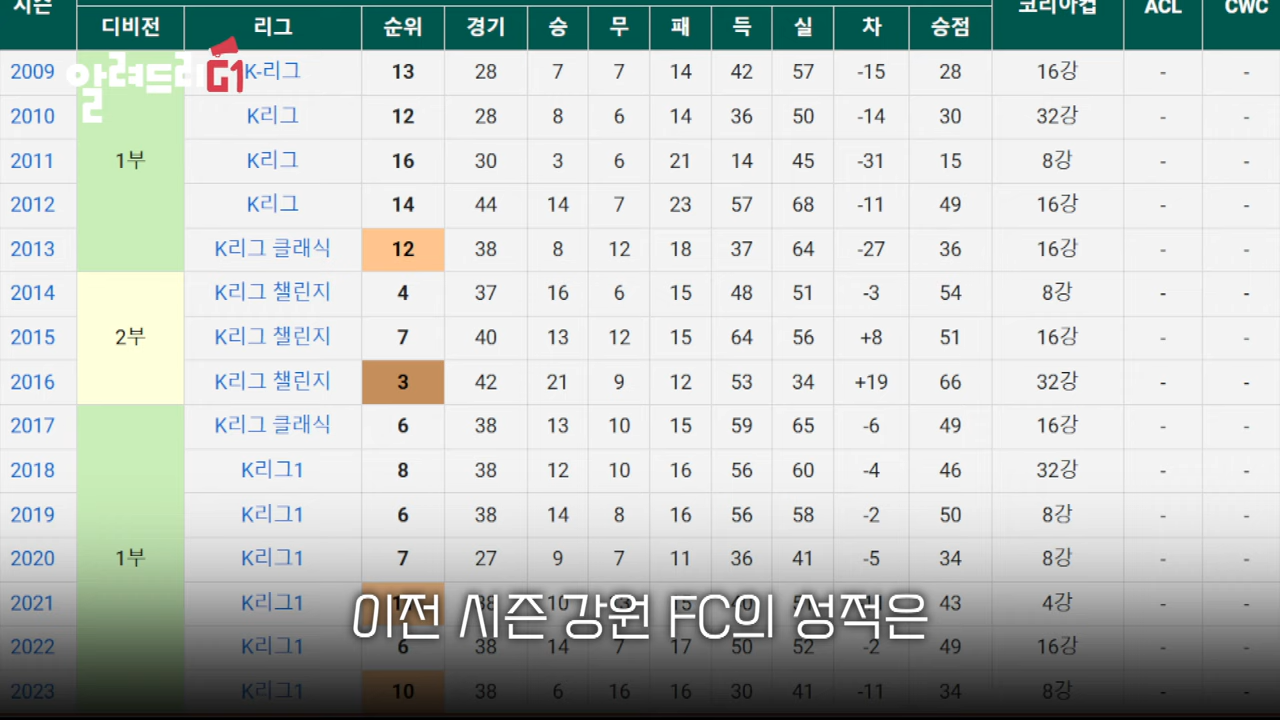 시즌 코리아컵 ACL CWC
디비전 리그 순위 경기 승 무 패 득 실 차 승점
알려드리G1
2009 K-리그 13 28 7 7 14 42 57 -15 28 16강 - -
2010 K리그 12 28 8 6 14 36 50 -14 30 32강 - -
2011 1부 K리그 16 30 3 6 21 14 45 -31 15 8강 - -
2012 K리그 14 44 14 7 23 57 68 -11 49 16강 - -
2013 K리그 클래식 12 38 8 12 18 37 64 -27 36 16강 - -
2014 K리그 챌린지 4 37 16 6 15 48 51 -3 54 8강 - -
2015 2부 K리그 챌린지 7 40 13 12 15 64 56 +8 51 16강 - -
2016 K리그 챌린지 3 42 21 9 12 53 34 +19 66 32강 - -
2017 K리그 클래식 6 38 13 10 15 59 65 -6 49 16강 - -
2018 K리그1 8 38 12 10 16 56 60 -4 46 32강 - -
2019 K리그1 6 38 14 8 16 56 58 -2 50 8강 - -
2020 1부 K리그1 7 27 9 7 11 36 41 -5 34 8강 - -
2021 K리그1 38 10 15 43 4강 - -
이전 시즌 강원 FC의 성적은
2022 K리그1 6 38 14 7 17 50 52 -2 49 16강 - -
2023 K리그1 10 38 6 16 16 30 41 -11 34 8강 - -